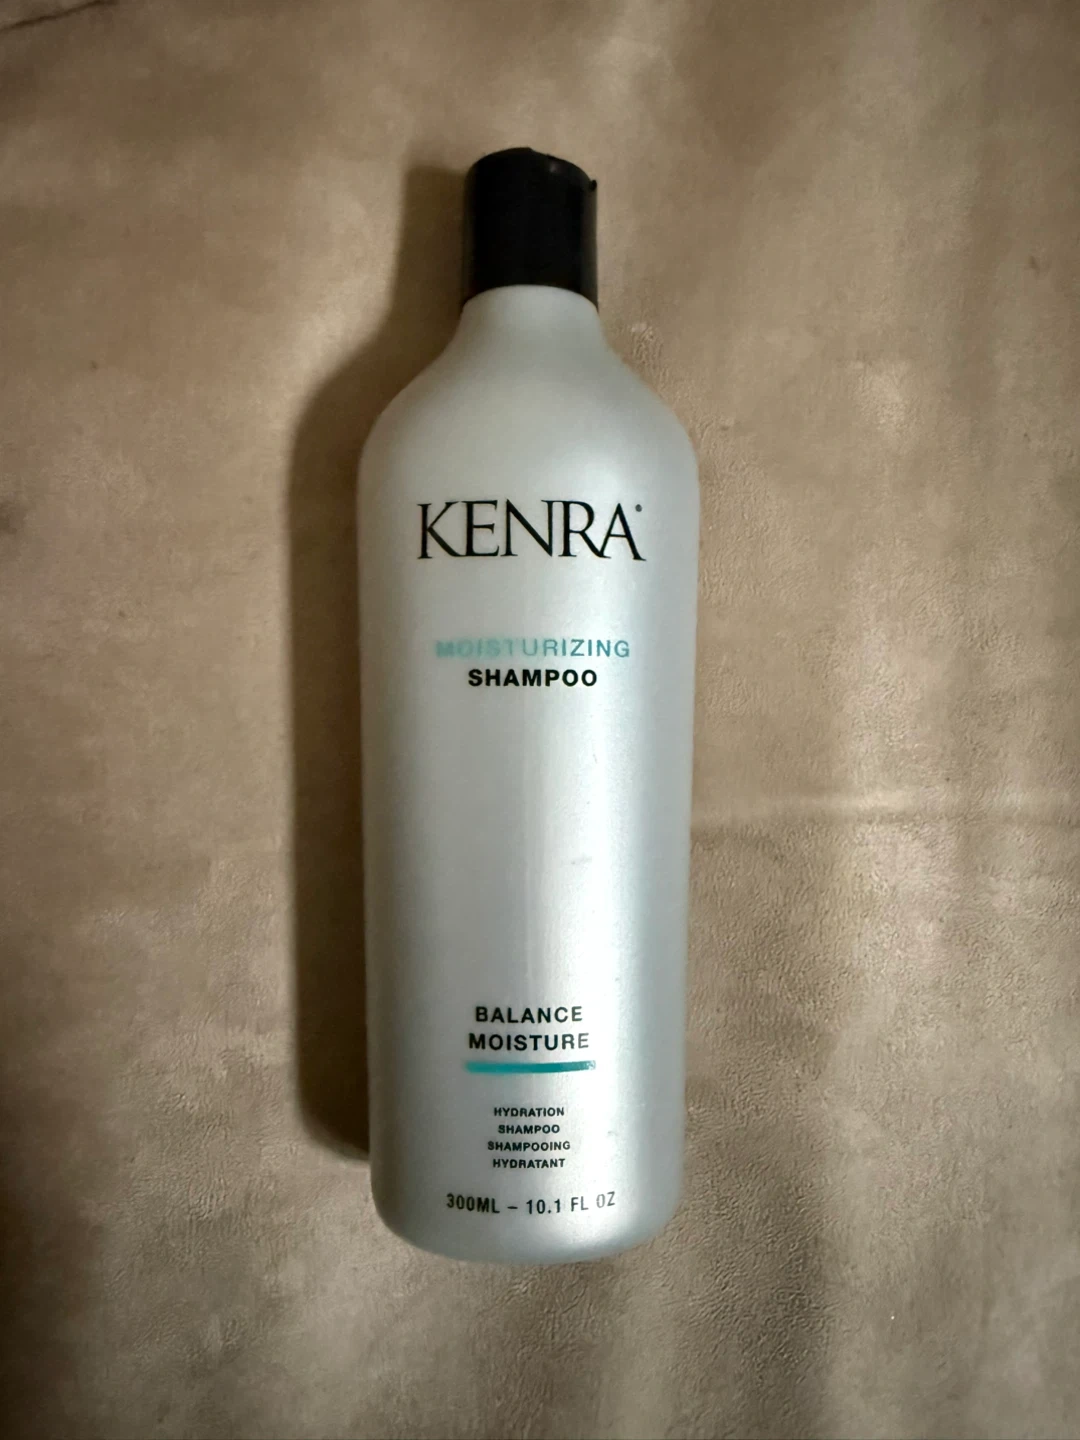 KENRA
MOISTURIZING
SHAMPOO
BALANCE
MOISTURE
HYDRATION
SHAMPOO
SHAMPOOING
HYDRATANT
300ML – 10.1 FL OZ